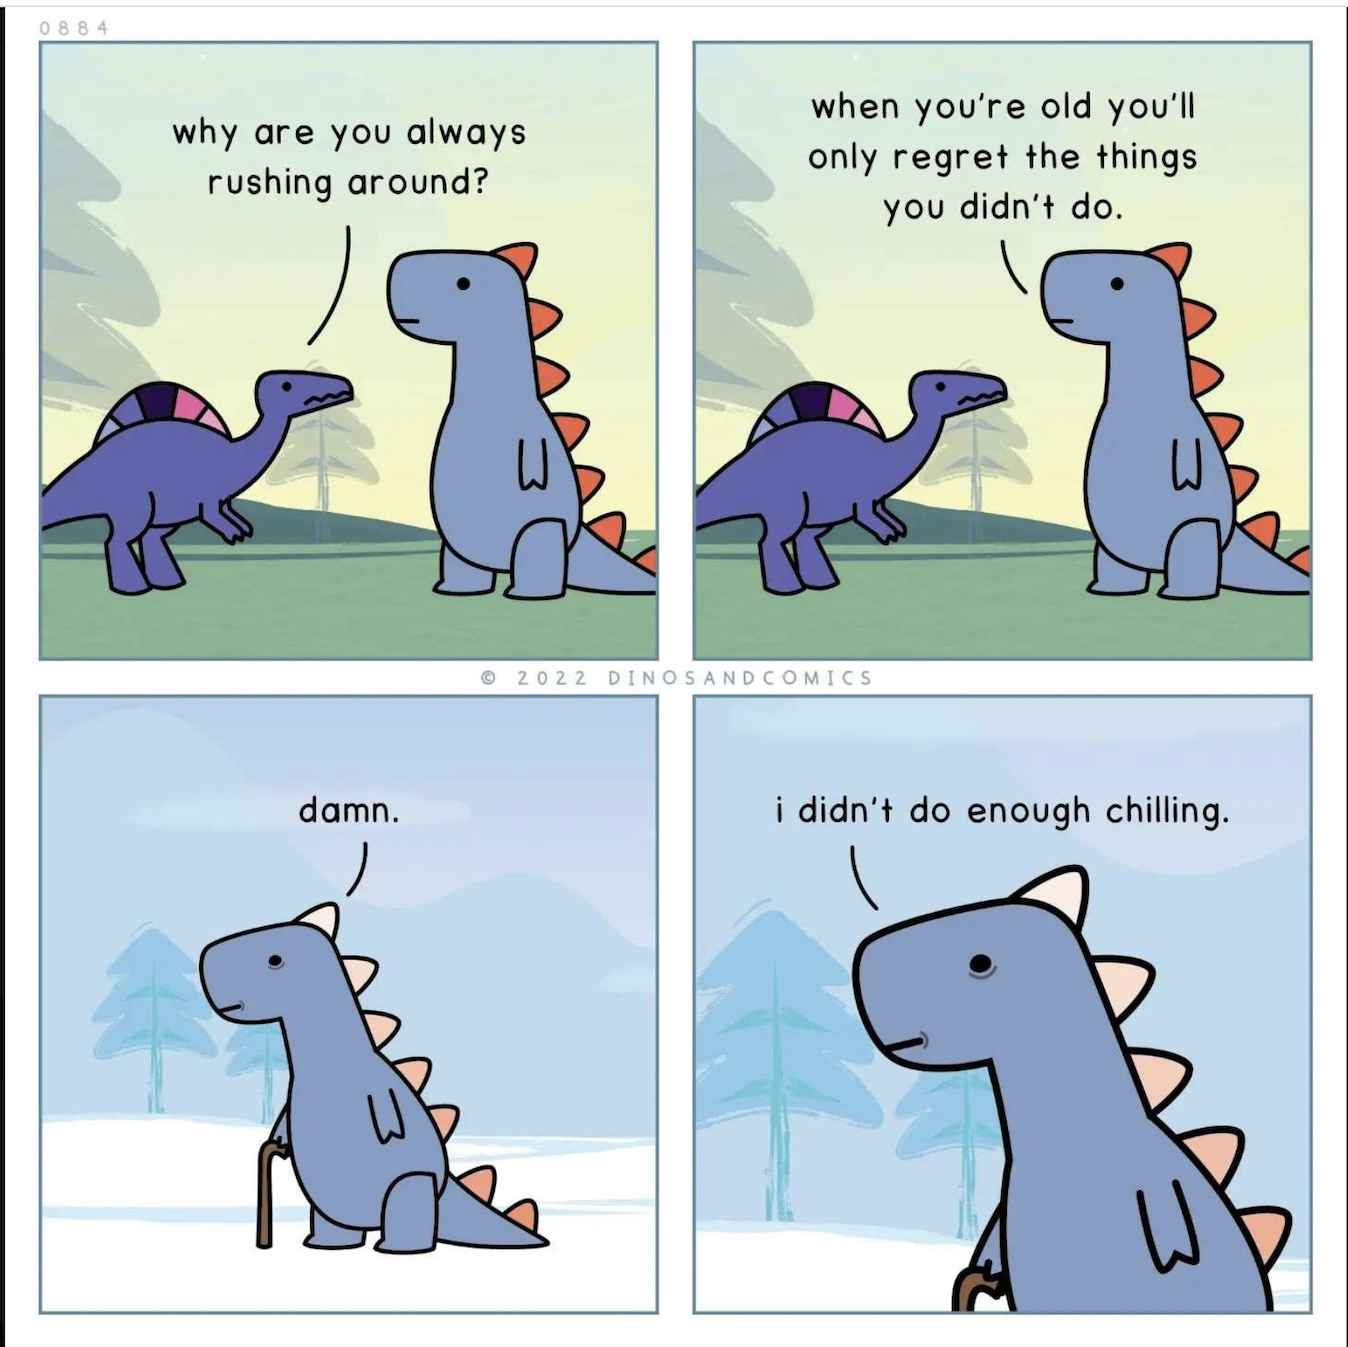 0884
why are you always
rushing around?
when you're old you'll
only regret the things
you didn't do.
© 2022 DINOSANDCOMICS
damn.
i didn't do enough chilling.